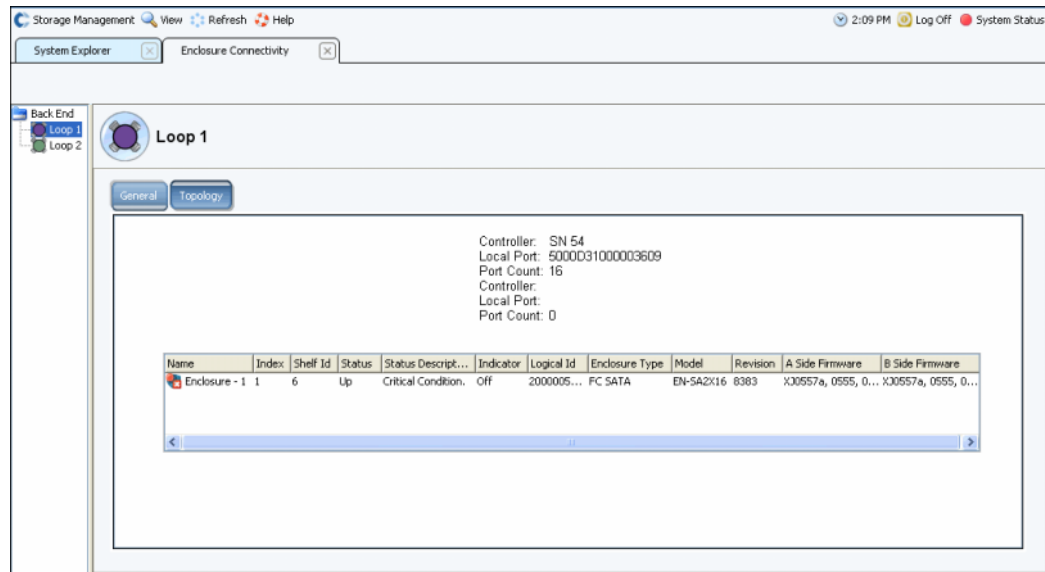 Storage Management View Refresh Help 2:09 PM Log Off System Status
System Explorer Enclosure Connectivity
Back End
Loop 1
Loop 2
Loop 1
General Topology
Controller: SN 54
Local Port: 5000D31000003609
Port Count: 16
Controller:
Local Port:
Port Count: 0
Name Index Shelf Id Status Status Descript... Indicator Logical Id Enclosure Type Model Revision A Side Firmware B Side Firmware
Enclosure - 1 1 6 Up Critical Condition. Off 2000005... FC SATA EN-SA2X16 8383 XJ0557a, 0555, 0... XJ0557a, 0555, 0...